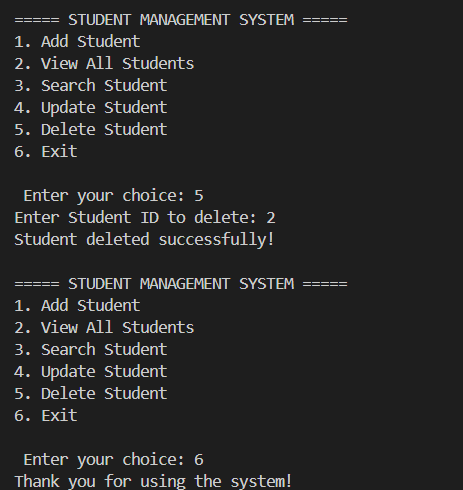 ===== STUDENT MANAGEMENT SYSTEM =====
1. Add Student
2. View All Students
3. Search Student
4. Update Student
5. Delete Student
6. Exit
Enter your choice: 5
Enter Student ID to delete: 2
Student deleted successfully!
===== STUDENT MANAGEMENT SYSTEM =====
1. Add Student
2. View All Students
3. Search Student
4. Update Student
5. Delete Student
6. Exit
Enter your choice: 6
Thank you for using the system!